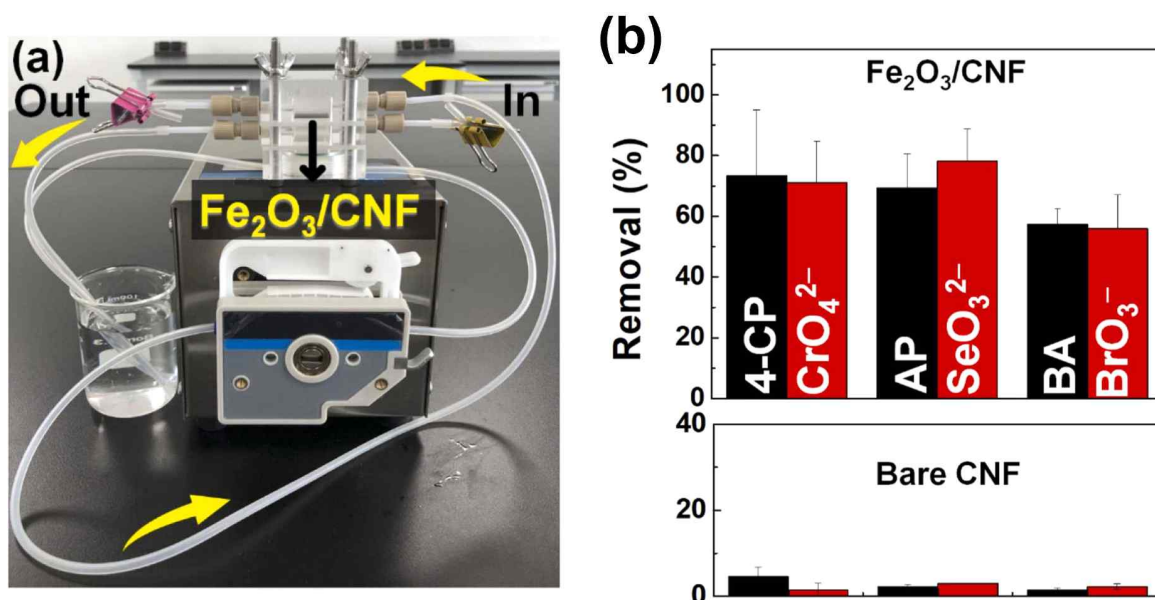 (a)
Out
In
Fe₂O₃/CNF
(b)
Fe₂O₃/CNF
Removal (%)
100
80
60
40
20
0
4-CP
CrO₄²⁻
AP
SeO₃²⁻
BA
BrO₃⁻
40
20
0
Bare CNF